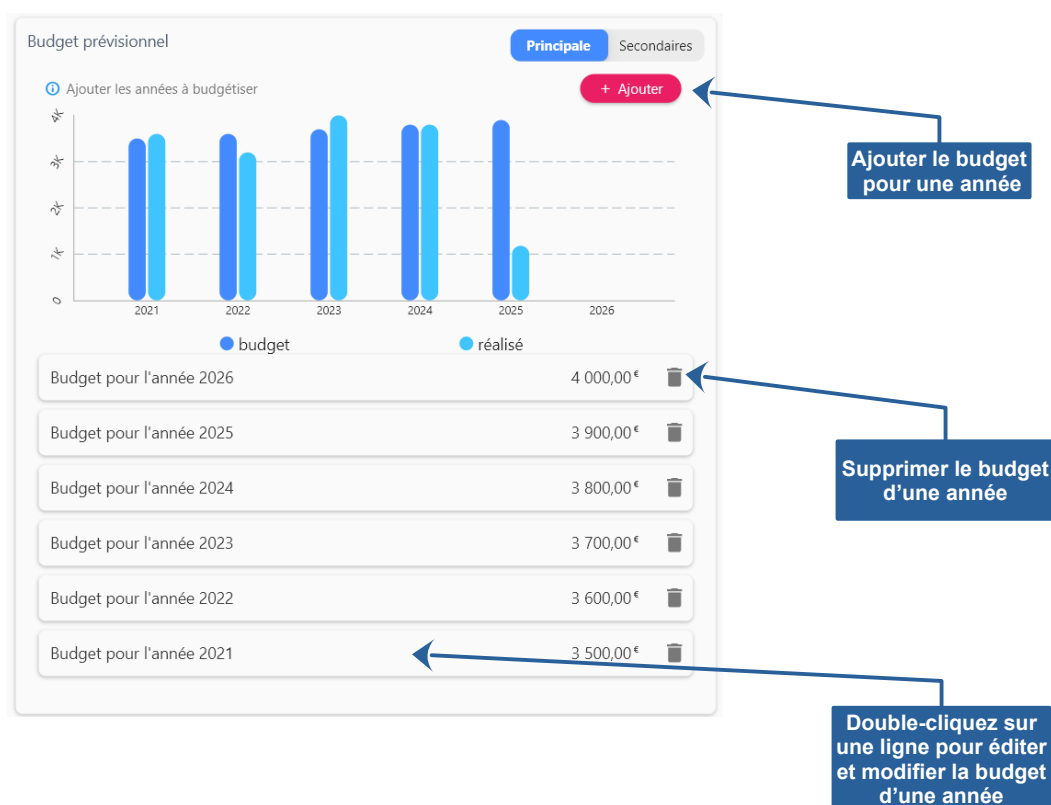 Budget prévisionnel
Principale Secondaires
Ajouter les années à budgétiser
+ Ajouter
4K
3K
2K
1K
0
2021 2022 2023 2024 2025 2026
budget réalisé
Budget pour l'année 2026 4 000,00 €
Budget pour l'année 2025 3 900,00 €
Budget pour l'année 2024 3 800,00 €
Budget pour l'année 2023 3 700,00 €
Budget pour l'année 2022 3 600,00 €
Budget pour l'année 2021 3 500,00 €
Ajouter le budget
pour une année
Supprimer le budget
d'une année
Double-cliquez sur
une ligne pour éditer
et modifier la budget
d'une année